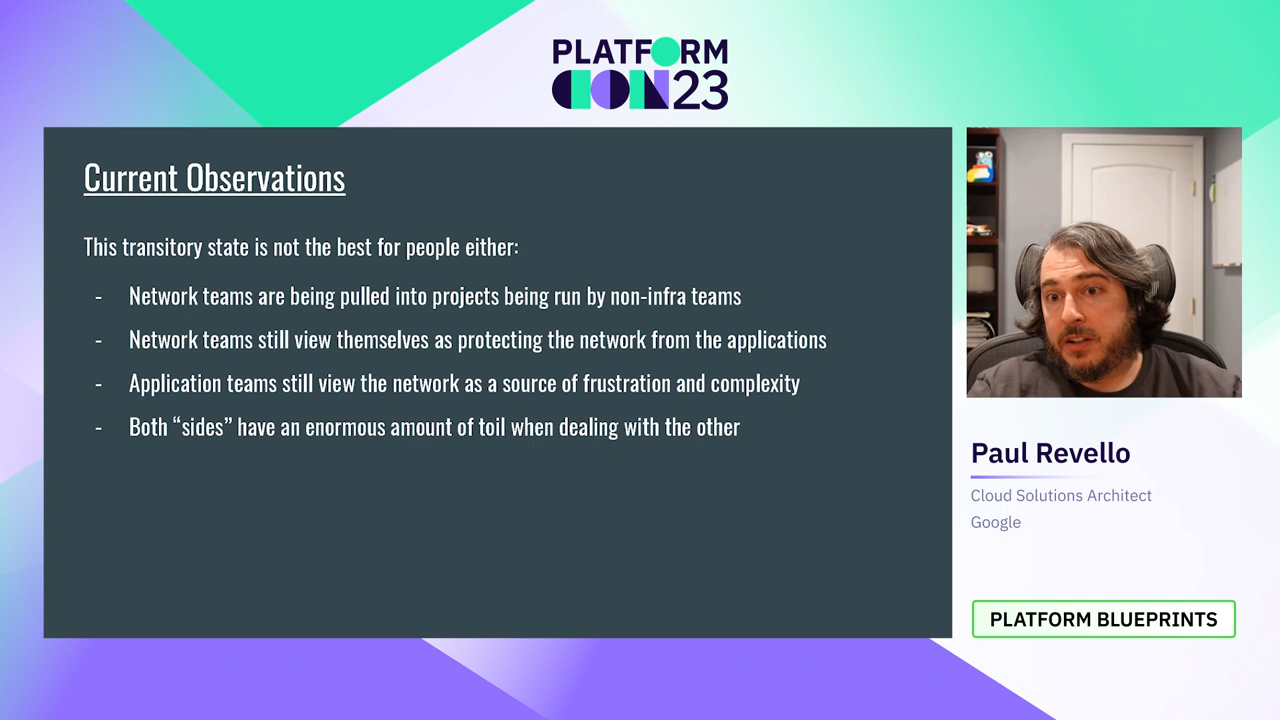 PLATFORM
CON23
Current Observations
This transitory state is not the best for people either:
- Network teams are being pulled into projects being run by non-infra teams
- Network teams still view themselves as protecting the network from the applications
- Application teams still view the network as a source of frustration and complexity
- Both “sides” have an enormous amount of toil when dealing with the other
Paul Revello
Cloud Solutions Architect
Google
PLATFORM BLUEPRINTS